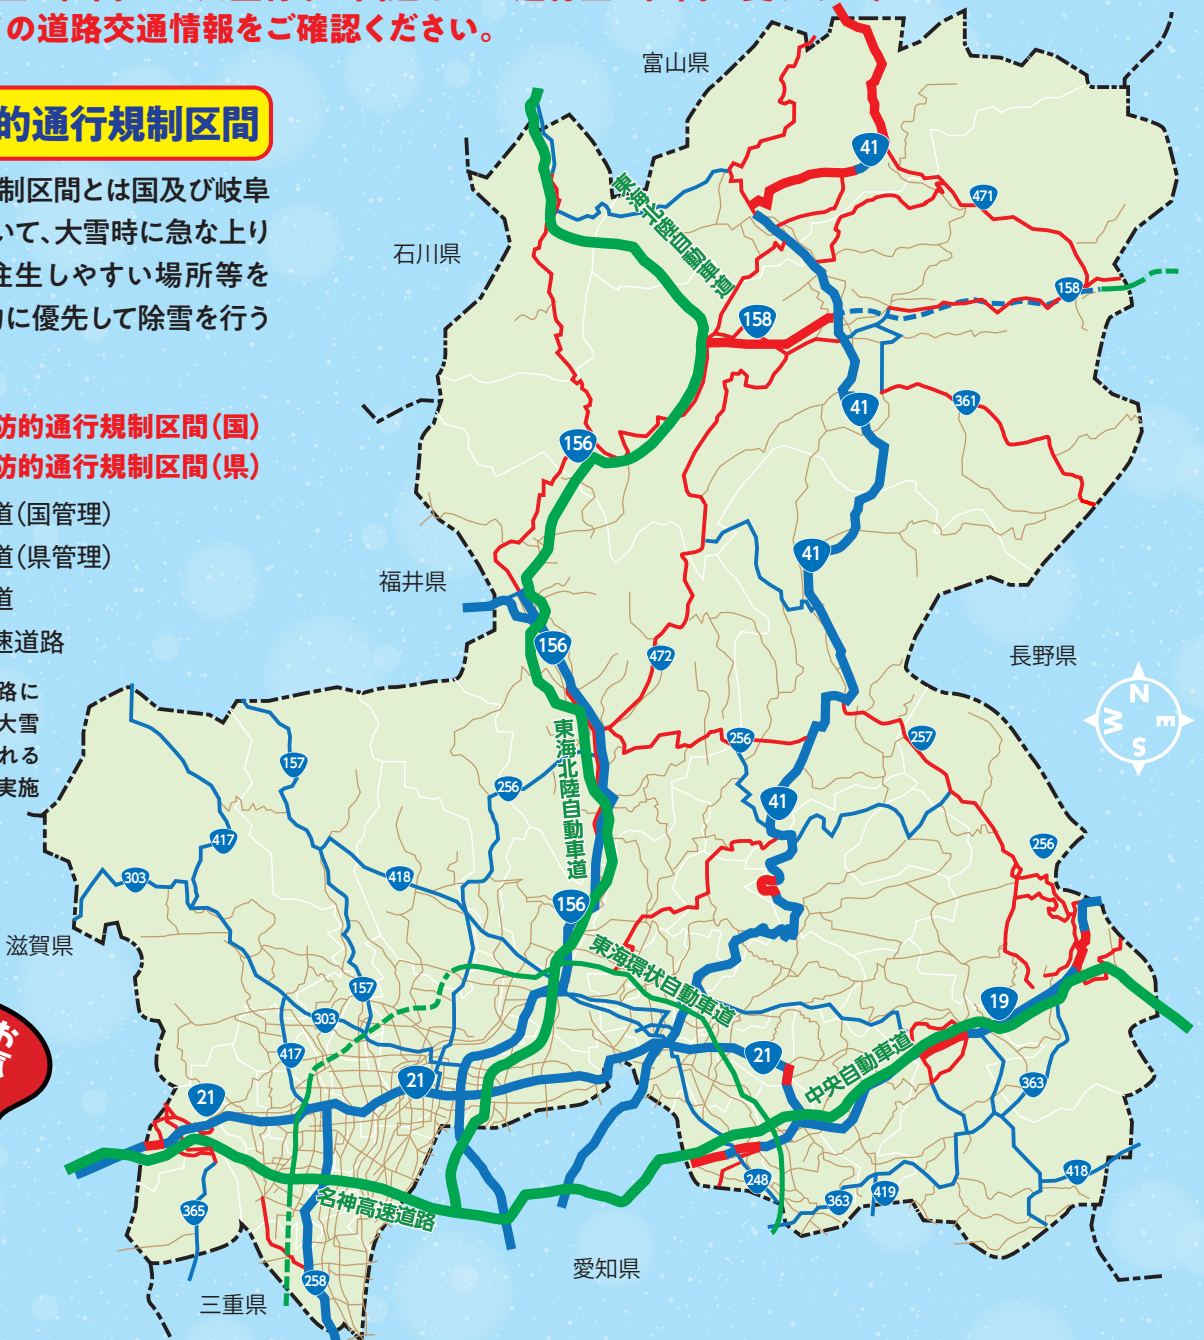 の道路交通情報をご確認ください。
的通行規制区間
制区間とは国及び岐阜
いて、大雪時に急な上り
往生しやすい場所等を
的に優先して除雪を行う
防的通行規制区間(国)
防的通行規制区間(県)
道(国管理)
道(県管理)
道
速道路
路に
大雪
れる
実施
富山県
41
471
東海北陸自動車道
石川県
158
158
41
361
156
41
福井県
156
472
長野県
N
W
E
S
東海北陸自動車道
256
257
157
256
41
417
256
303
418
156
滋賀県
東海環状自動車道
157
19
303
417
21
中央自動車道
21
21
363
248
418
363
419
365
名神高速道路
258
愛知県
三重県